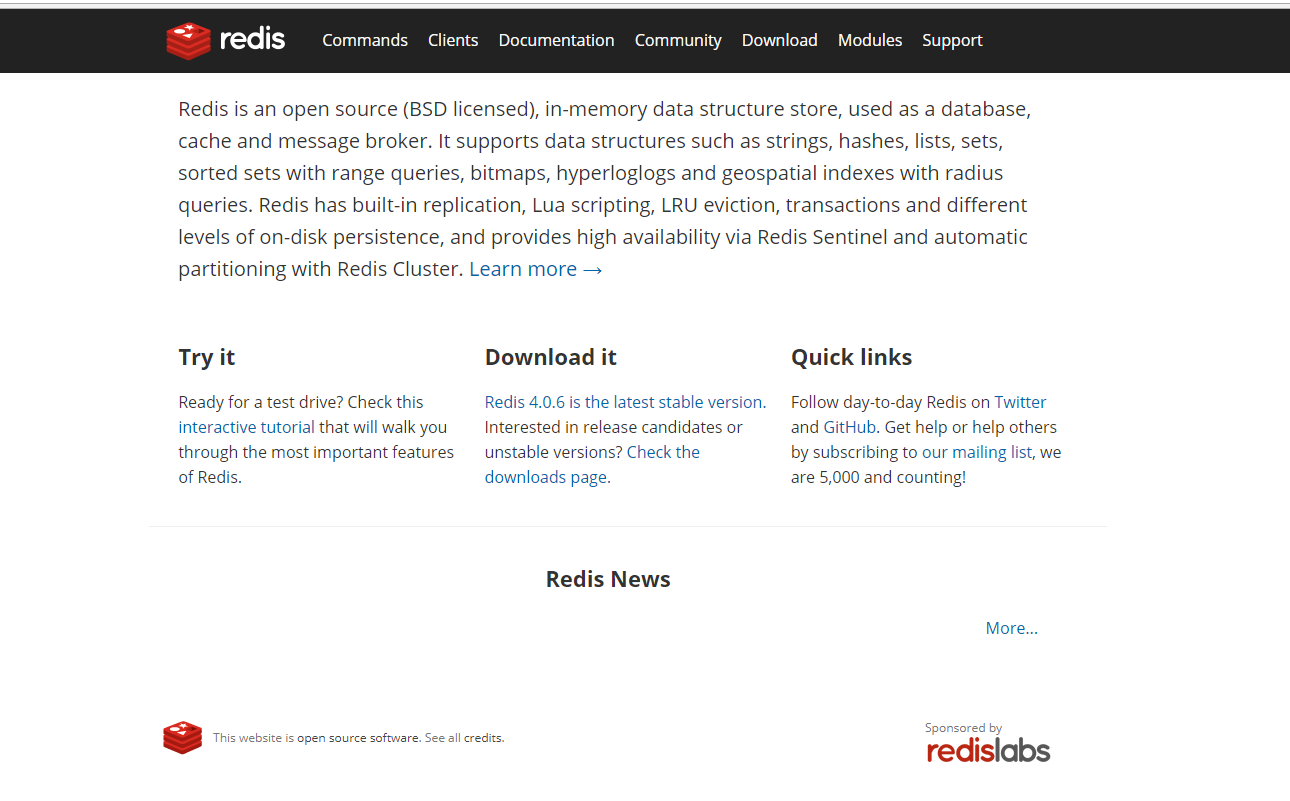 redis Commands Clients Documentation Community Download Modules Support
Redis is an open source (BSD licensed), in-memory data structure store, used as a database,
cache and message broker. It supports data structures such as strings, hashes, lists, sets,
sorted sets with range queries, bitmaps, hyperloglogs and geospatial indexes with radius
queries. Redis has built-in replication, Lua scripting, LRU eviction, transactions and different
levels of on-disk persistence, and provides high availability via Redis Sentinel and automatic
partitioning with Redis Cluster. Learn more →
Try it
Ready for a test drive? Check this
interactive tutorial that will walk you
through the most important features
of Redis.
Download it
Redis 4.0.6 is the latest stable version.
Interested in release candidates or
unstable versions? Check the
downloads page.
Quick links
Follow day-to-day Redis on Twitter
and GitHub. Get help or help others
by subscribing to our mailing list, we
are 5,000 and counting!
Redis News
More...
This website is open source software. See all credits.
Sponsored by
redislabs